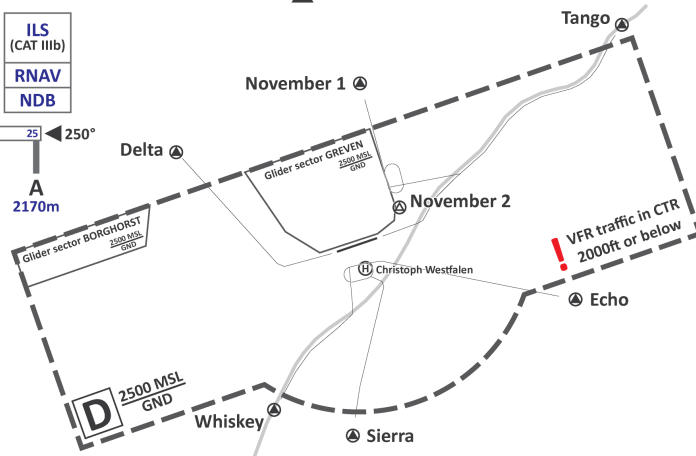 ILS
(CAT IIIb)
RNAV
NDB
25
250°
A
2170m
Tango
November 1
Delta
Glider sector GREVEN
2500 MSL
GND
November 2
Glider sector BORGHORST
2500 MSL
GND
H
Christoph Westfalen
! VFR traffic in CTR
2000ft or below
Echo
D
2500 MSL
GND
Whiskey
Sierra